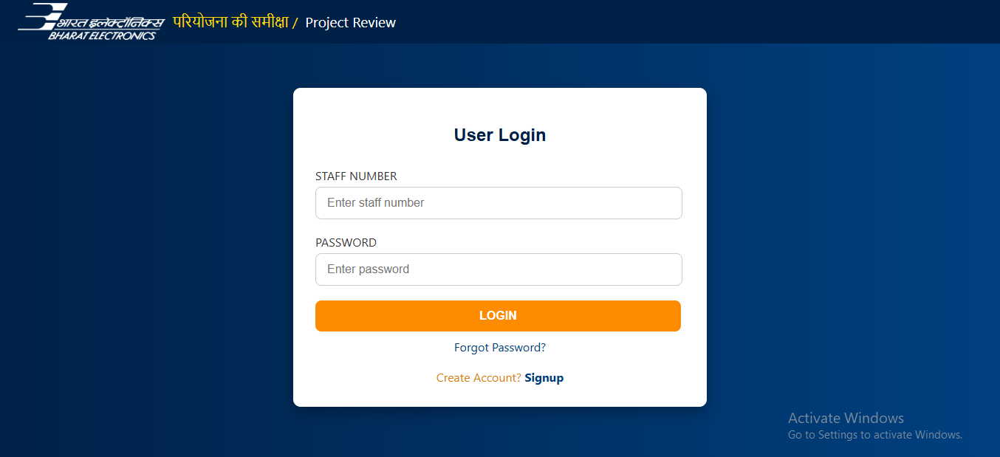 भारत इलेक्ट्रॉनिक्स
BHARAT ELECTRONICS
परियोजना की समीक्षा / Project Review
User Login
STAFF NUMBER
Enter staff number
PASSWORD
Enter password
LOGIN
Forgot Password?
Create Account? Signup
Activate Windows
Go to Settings to activate Windows.